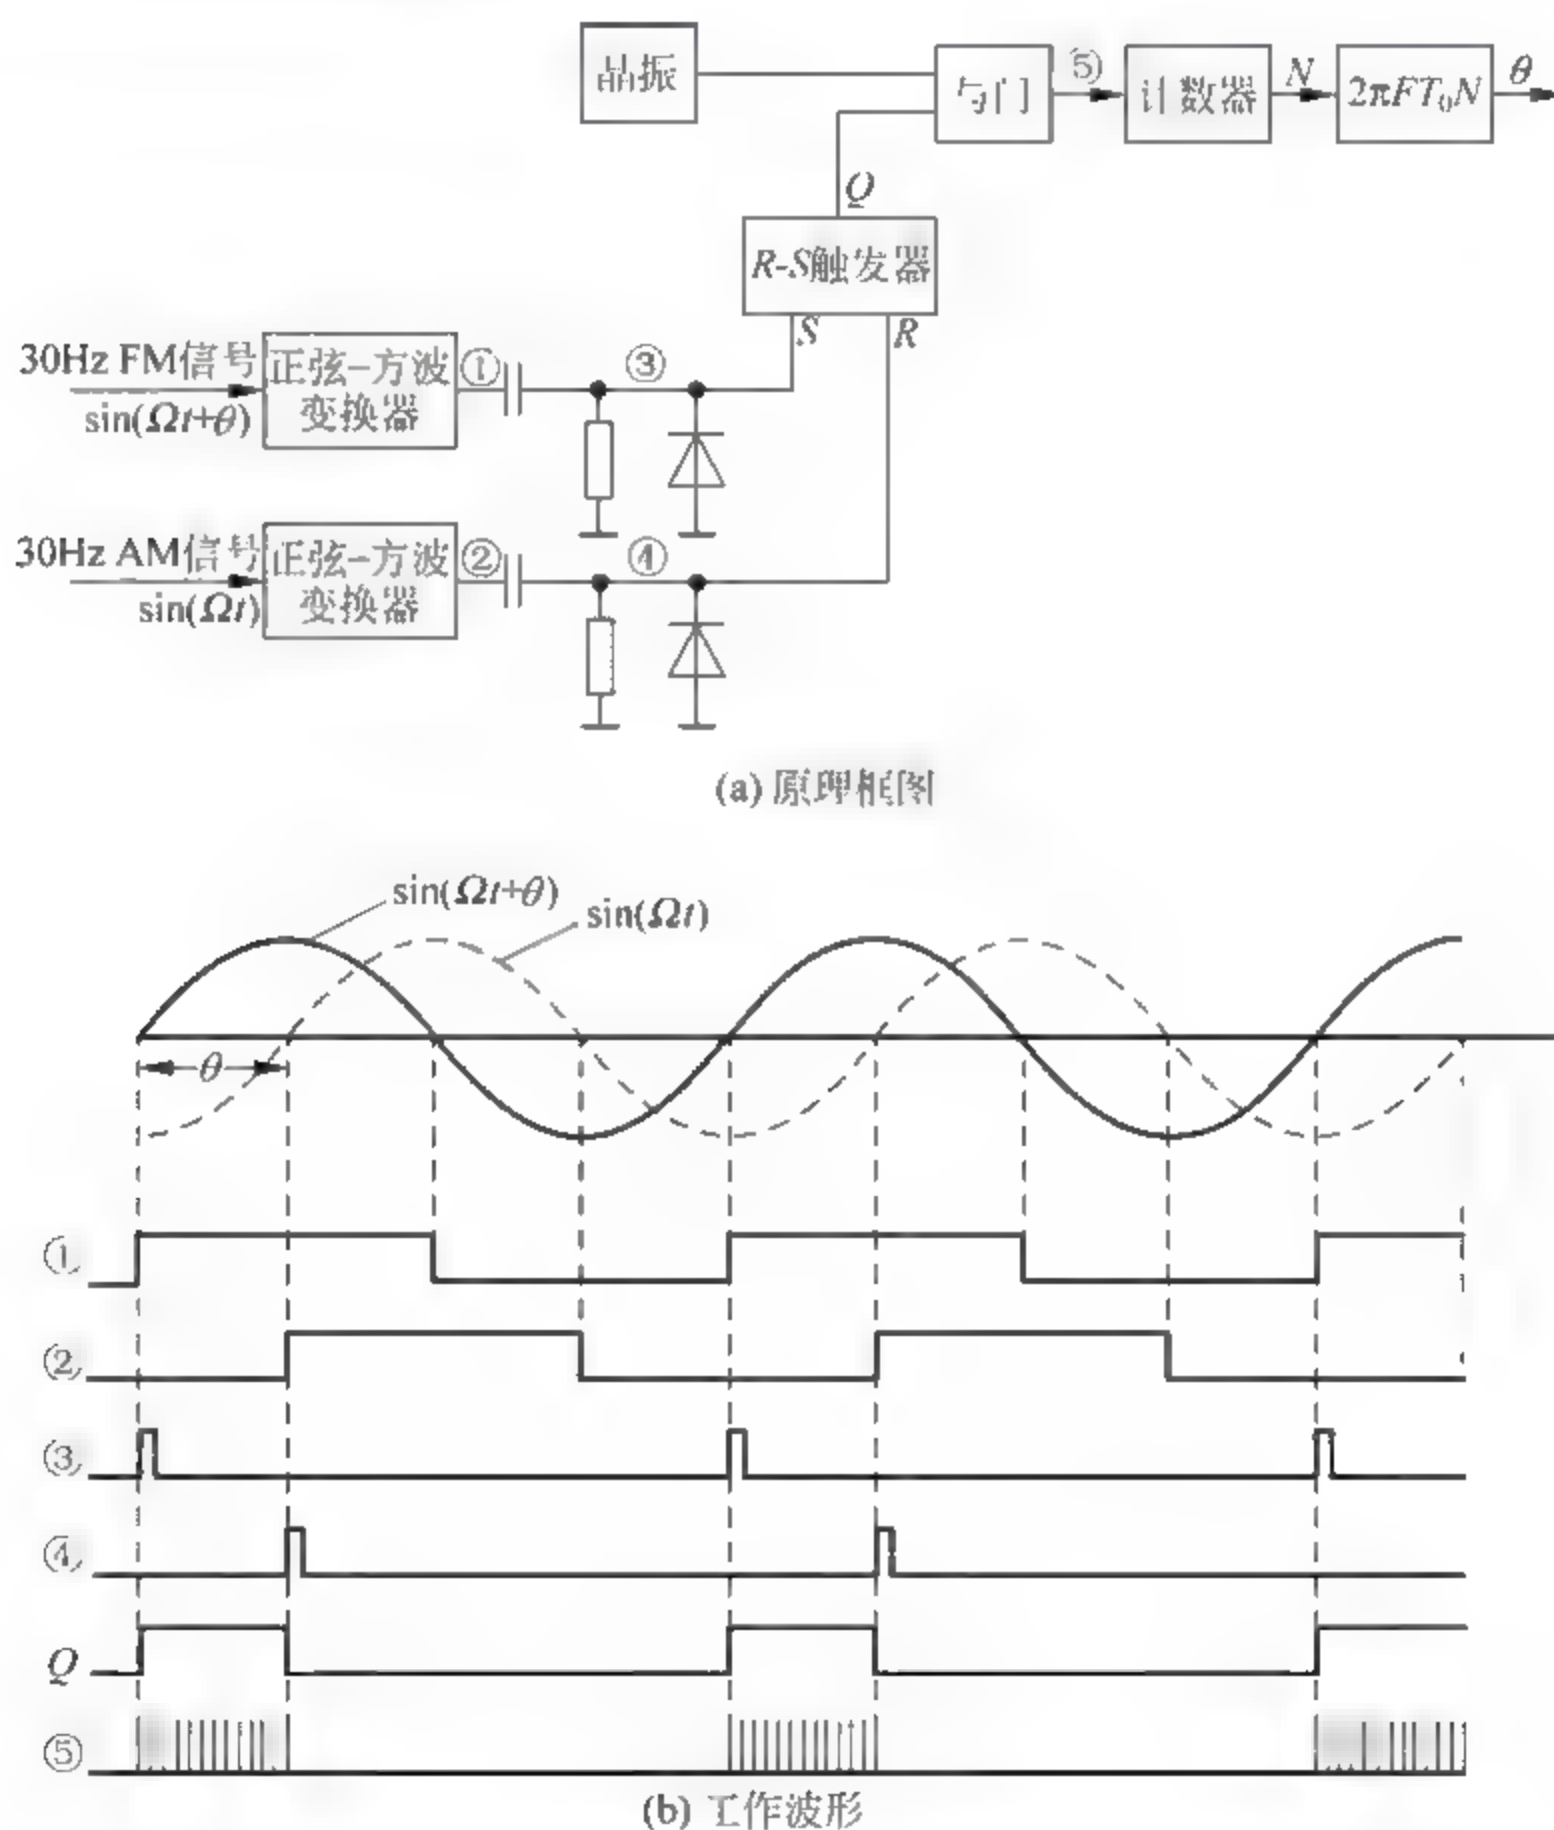 晶振
与门
⑤
计数器
N
2πFT₀N
θ
Q
R-S触发器
S
R
30Hz FM信号
sin(Ωt+θ)
正弦-方波
变换器
①
③
30Hz AM信号
sin(Ωt)
正弦-方波
变换器
②
④
(a) 原理框图
sin(Ωt+θ)
sin(Ωt)
θ
①
②
③
④
Q
⑤
(b) 工作波形